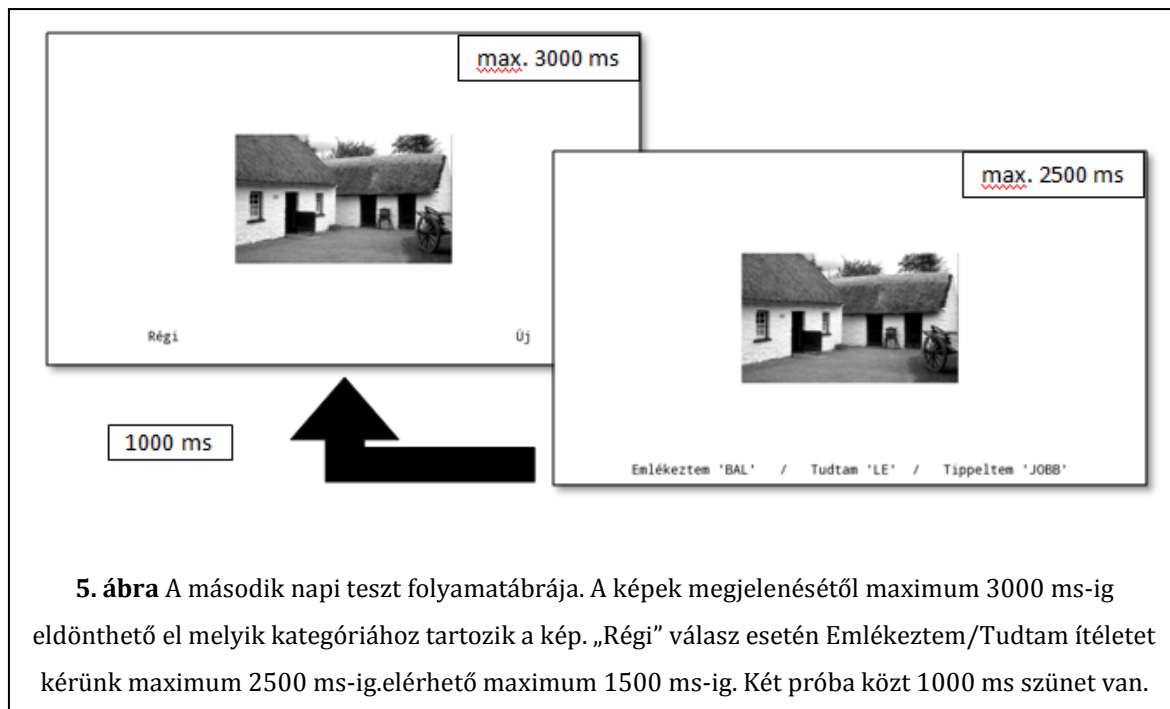 max. 3000 ms
Régi Új
max. 2500 ms
Emlékeztem 'BAL' / Tudtam 'LE' / Tippeltem 'JOBB'
1000 ms
5. ábra A második napi teszt folyamatábrája. A képek megjelenésétől maximum 3000 ms-ig
eldönthető el melyik kategóriához tartozik a kép. „Régi” válasz esetén Emlékeztem/Tudtam ítéletet
kérünk maximum 2500 ms-ig.elérhető maximum 1500 ms-ig. Két próba közt 1000 ms szünet van.